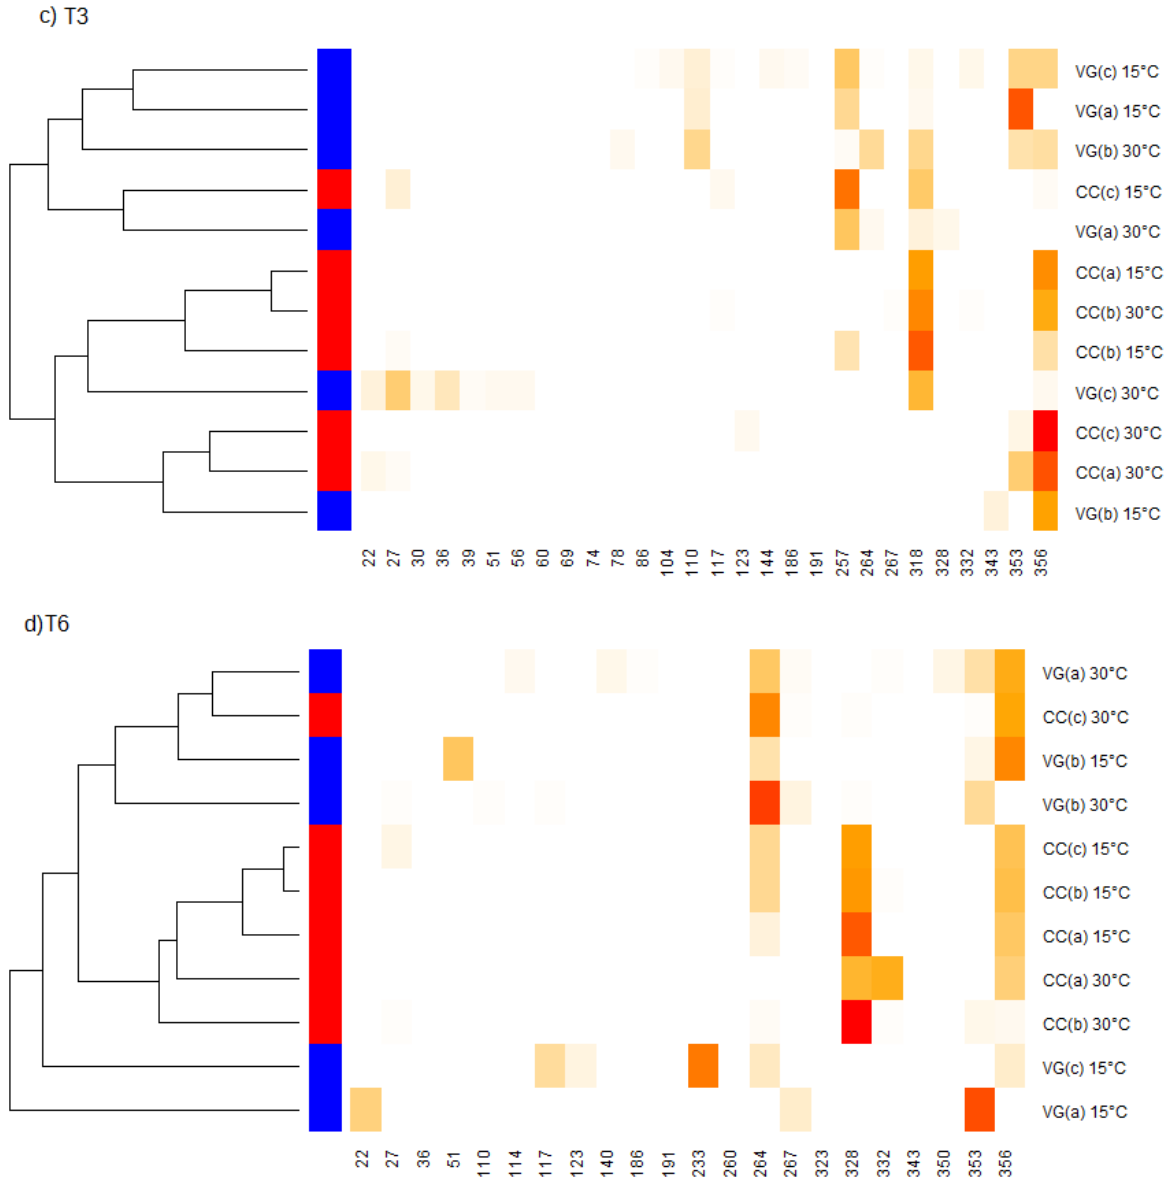 c) T3
VG(c) 15°C
VG(a) 15°C
VG(b) 30°C
CC(c) 15°C
VG(a) 30°C
CC(a) 15°C
CC(b) 30°C
CC(b) 15°C
VG(c) 30°C
CC(c) 30°C
CC(a) 30°C
VG(b) 15°C
22 27 30 36 39 51 56 60 69 74 78 86 104 110 117 123 144 186 191 257 264 267 318 328 332 343 353 356
d)T6
VG(a) 30°C
CC(c) 30°C
VG(b) 15°C
VG(b) 30°C
CC(c) 15°C
CC(b) 15°C
CC(a) 15°C
CC(a) 30°C
CC(b) 30°C
VG(c) 15°C
VG(a) 15°C
22 27 36 51 110 114 117 123 140 186 191 233 260 264 267 323 328 332 343 350 353 356